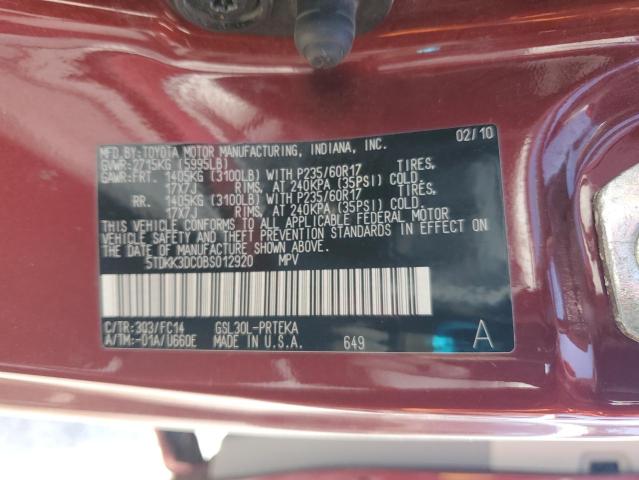 MFD.BY:TOYOTA MOTOR MANUFACTURING, INDIANA, INC. 02/10
GVWR:2715KG (5995LB)
GAWR:FRT. 1405KG (3100LB) WITH P235/60R17 TIRES,
17X7J RIMS, AT 240KPA (35PSI) COLD.
RR. 1405KG (3100LB) WITH P235/60R17 TIRES,
17X7J RIMS, AT 240KPA (35PSI) COLD.
THIS VEHICLE CONFORMS TO ALL APPLICABLE FEDERAL MOTOR
VEHICLE SAFETY AND THEFT PREVENTION STANDARDS IN EFFECT ON
THE DATE OF MANUFACTURE SHOWN ABOVE.
5TDKK3DC0BS012920 MPV
C/TR:3Q3/FC14 GSL30L-PRTEKA
A/TM:-01A/U660E MADE IN U.S.A. 649 A